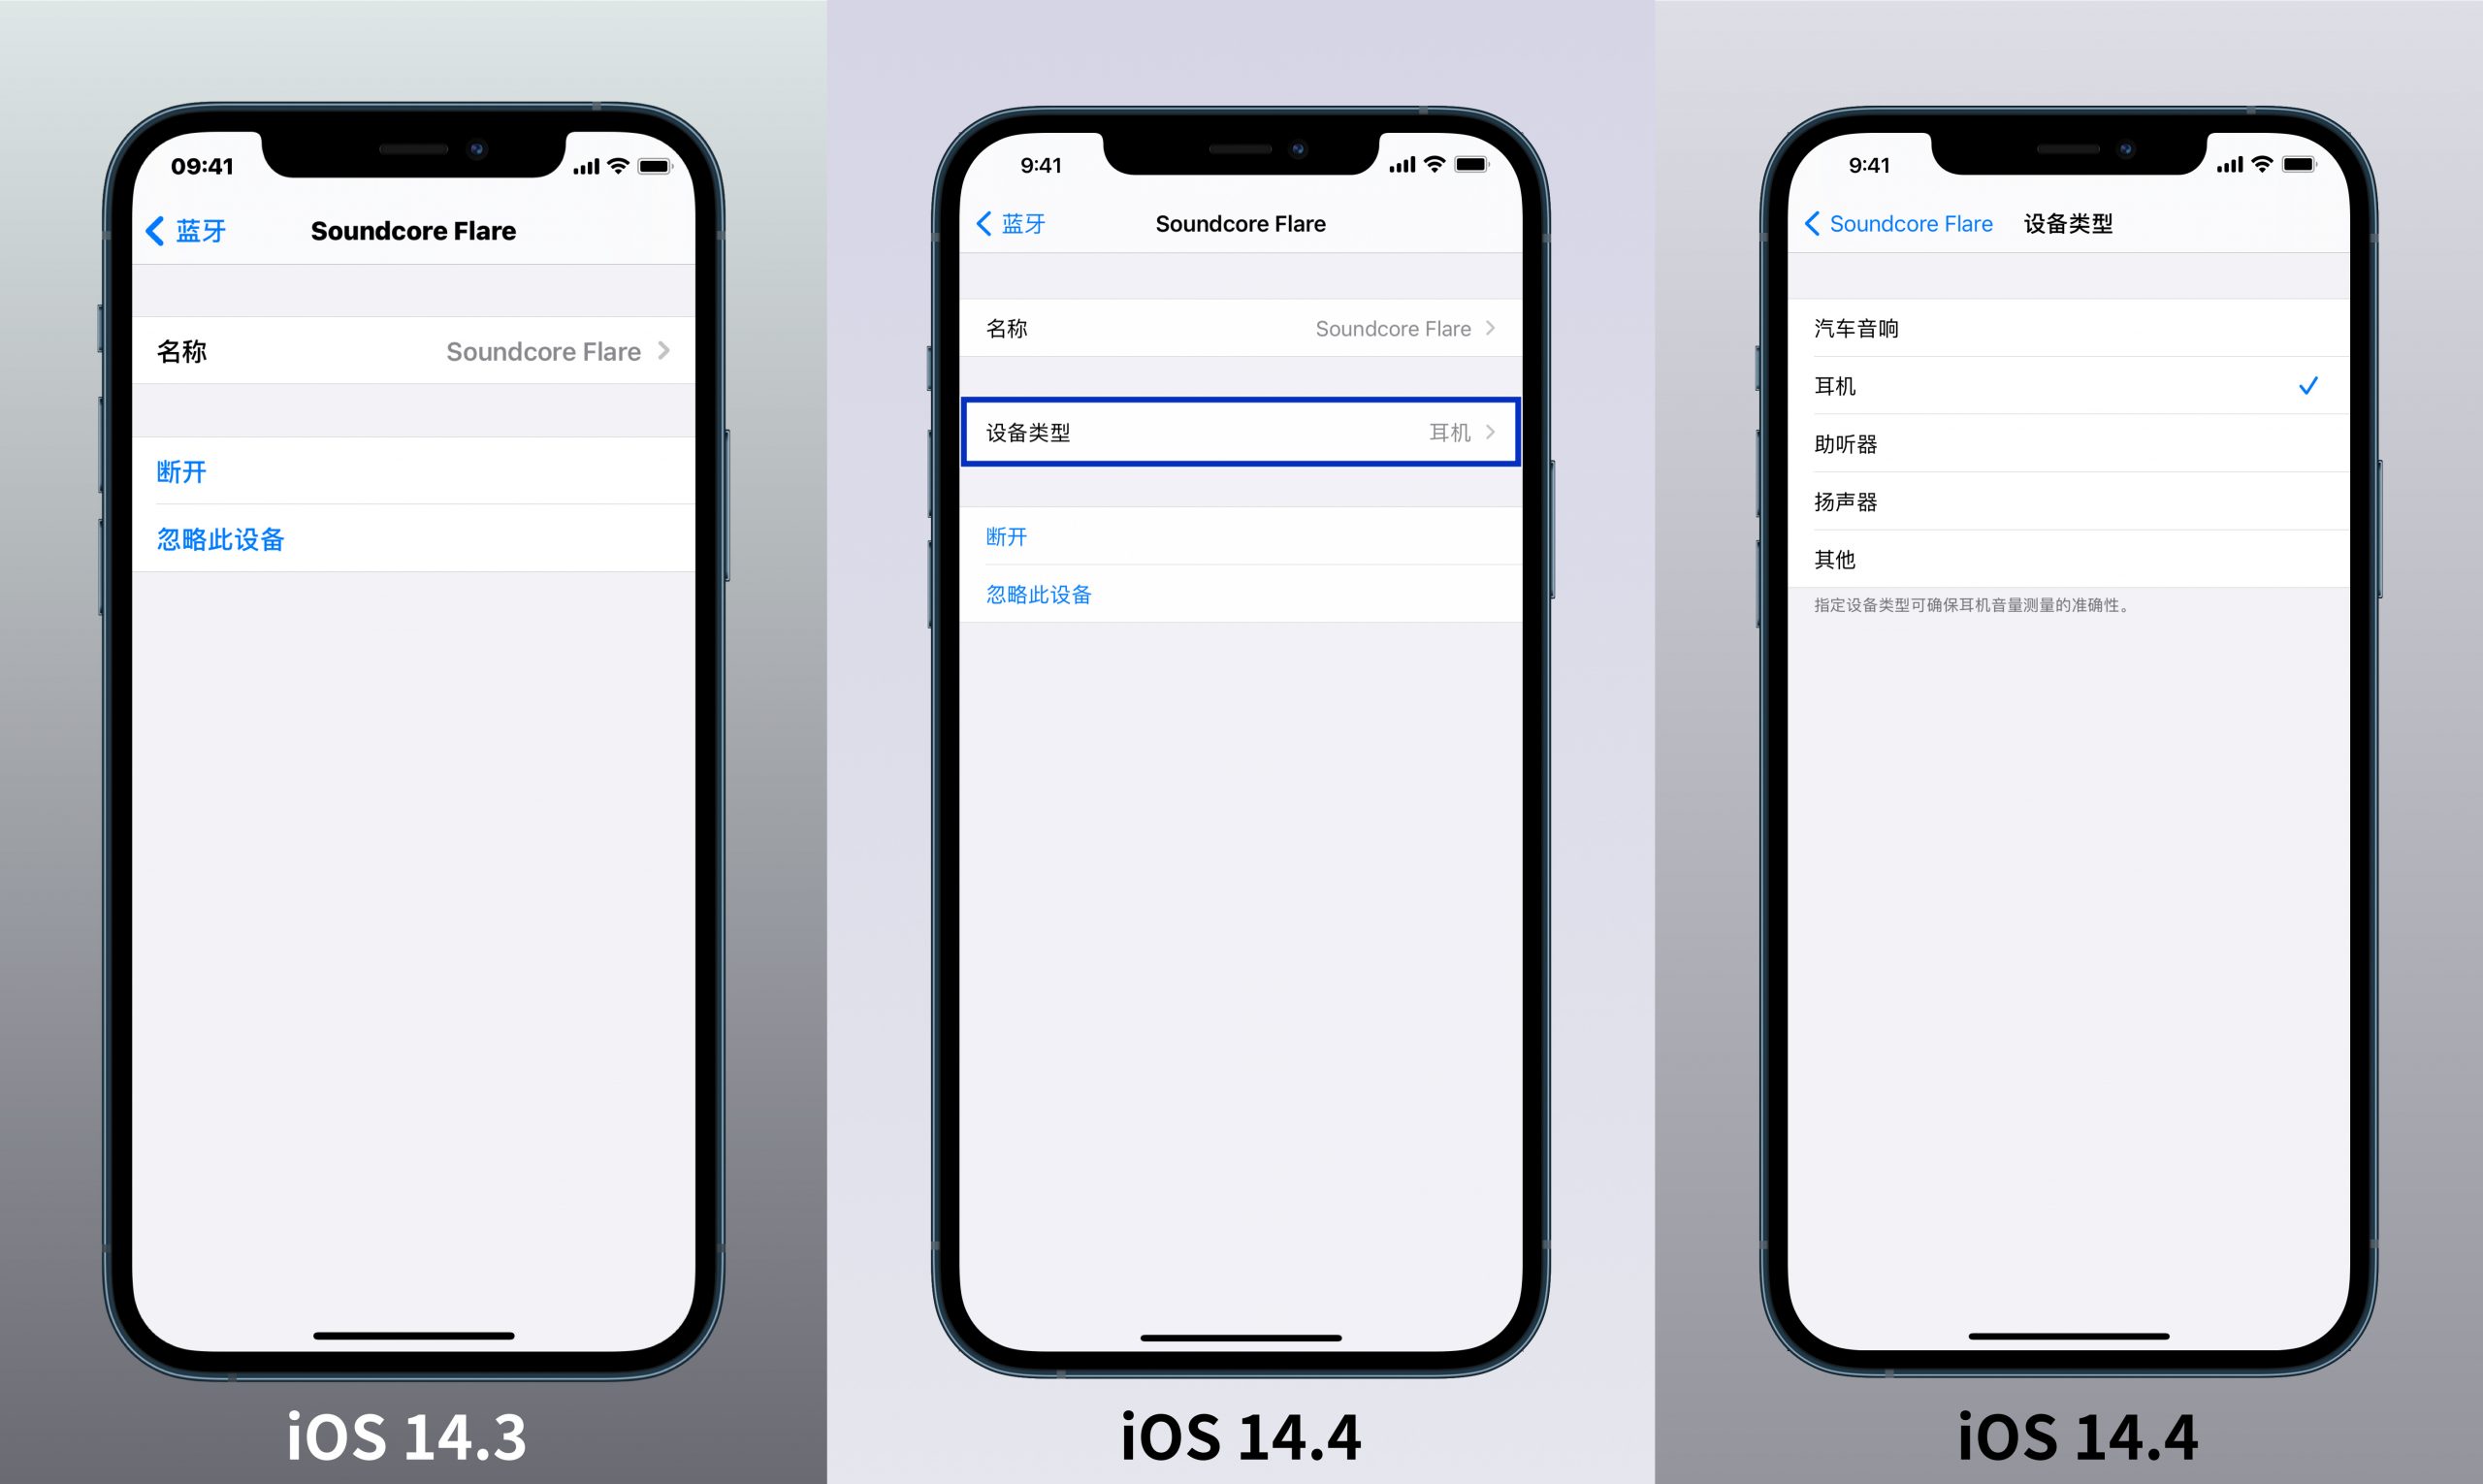 09:41
蓝牙
Soundcore Flare
名称
Soundcore Flare
断开
忽略此设备
iOS 14.3
9:41
蓝牙
Soundcore Flare
名称
Soundcore Flare
设备类型
耳机
断开
忽略此设备
iOS 14.4
9:41
Soundcore Flare
设备类型
汽车音响
耳机
助听器
扬声器
其他
指定设备类型可确保耳机音量测量的准确性。
iOS 14.4